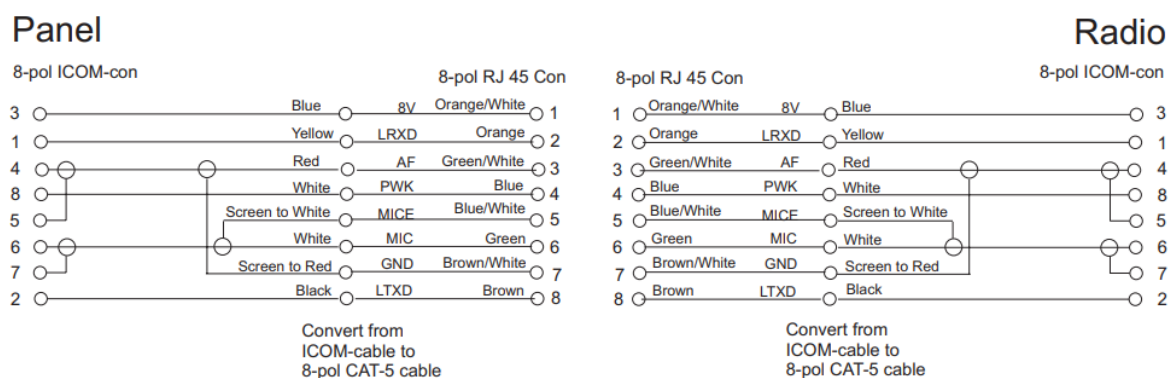 Panel
Radio
8-pol ICOM-con
8-pol RJ 45 Con
8-pol RJ 45 Con
8-pol ICOM-con
3 Blue 8V Orange/White 1
1 Yellow LRXD Orange 2
4 Red AF Green/White 3
8 White PWK Blue 4
5 Screen to White MICE Blue/White 5
6 White MIC Green 6
7 Screen to Red GND Brown/White 7
2 Black LTXD Brown 8
Convert from
ICOM-cable to
8-pol CAT-5 cable
1 Orange/White 8V Blue 3
2 Orange LRXD Yellow 1
3 Green/White AF Red 4
4 Blue PWK White 8
5 Blue/White MICE Screen to White 5
6 Green MIC White 6
7 Brown/White GND Screen to Red 7
8 Brown LTXD Black 2
Convert from
ICOM-cable to
8-pol CAT-5 cable